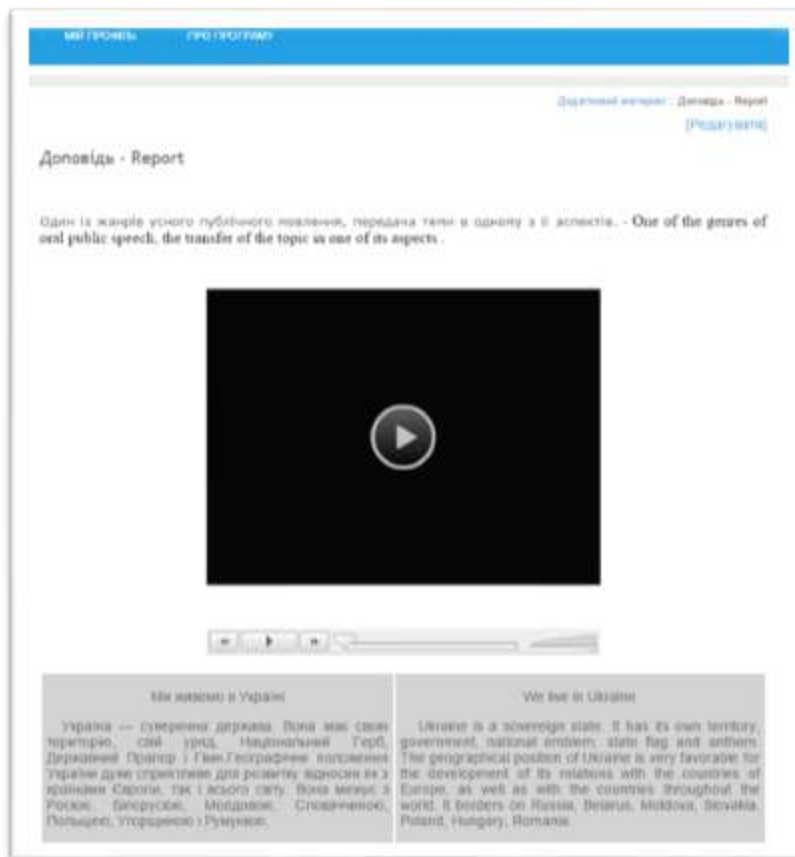 МІЙ ПРОФІЛЬ ПРО ПРОГРАМУ
Додатковий матеріал : Доповідь - Report
[Редагувати]
Доповідь - Report
Один із жанрів усного публічного мовлення, передача теми в одному з її аспектів. - One of the genres of
oral public speech, the transfer of the topic in one of its aspects .
Ми живемо в Україні
Україна — суверенна держава. Вона має свою
територію, свій уряд, Національний Герб,
Державний Прапор і Гімн.Географічне положення
України дуже сприятливе для розвитку відносин як з
країнами Європи, так і всього світу. Вона межує з
Росією, Білорусією, Молдовою, Словаччиною,
Польщею, Угорщиною і Румунією.
We live in Ukraine
Ukraine is a sovereign state. It has its own territory,
government, national emblem, state flag and anthem.
The geographical position of Ukraine is very favorable for
the development of its relations with the countries of
Europe, as well as with the countries throughout the
world. It borders on Russia, Belarus, Moldova, Slovakia,
Poland, Hungary, Romania.